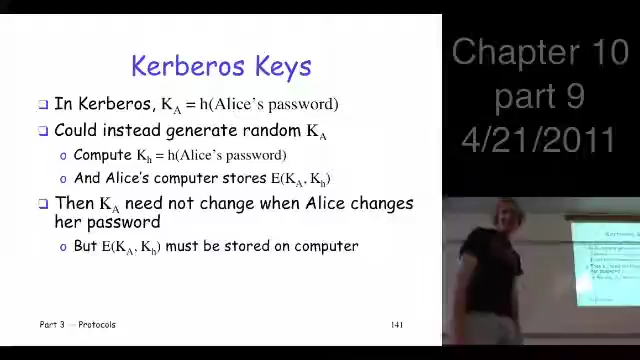 Kerberos Keys
In Kerberos, K_A = h(Alice's password)
Could instead generate random K_A
Compute K_h = h(Alice's password)
And Alice's computer stores E(K_A, K_h)
Then K_A need not change when Alice changes
her password
But E(K_A, K_h) must be stored on computer
Part 3 — Protocols
141
Chapter 10
part 9
4/21/2011